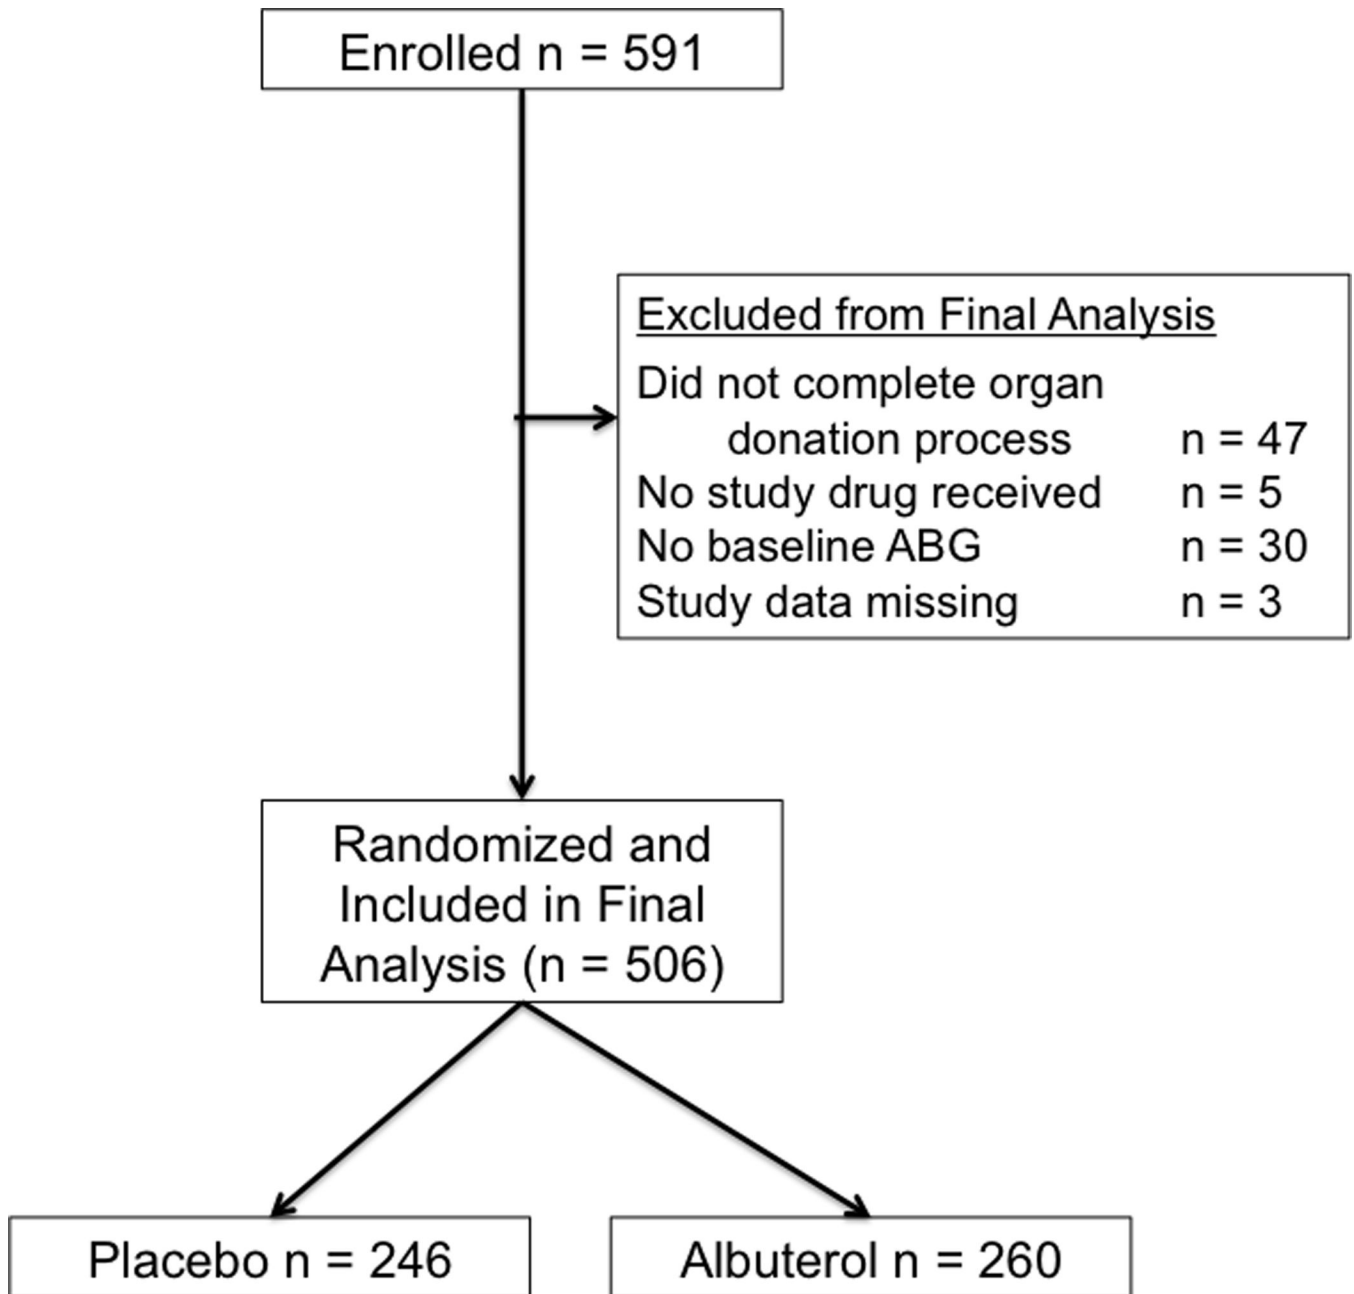 Enrolled n = 591
Excluded from Final Analysis
Did not complete organ
donation process n = 47
No study drug received n = 5
No baseline ABG n = 30
Study data missing n = 3
Randomized and
Included in Final
Analysis (n = 506)
Placebo n = 246
Albuterol n = 260